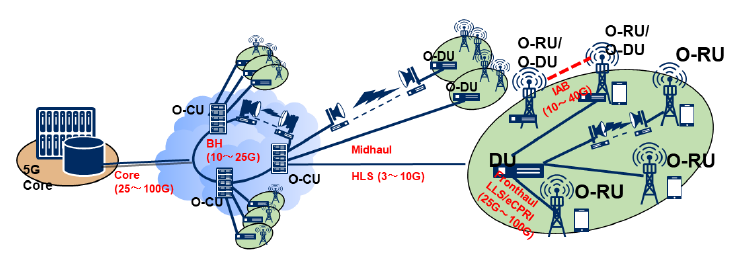 5G
Core
Core
(25～100G)
O-CU
BH
(10～25G)
O-CU
O-CU
O-DU
O-DU
Midhaul
HLS (3～10G)
O-RU/
O-DU
O-RU/
O-DU
O-RU
IAB
(10～40G)
DU
Fronthaul
LLS/eCPRI
(25G～100G)
O-RU
O-RU